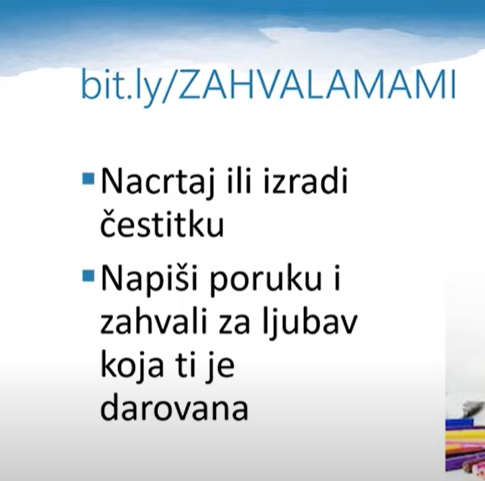 bit.ly/ZAHVALAMAMI
▪Nacrtaj ili izradi
čestitku
▪Napiši poruku i
zahvali za ljubav
koja ti je
darovana